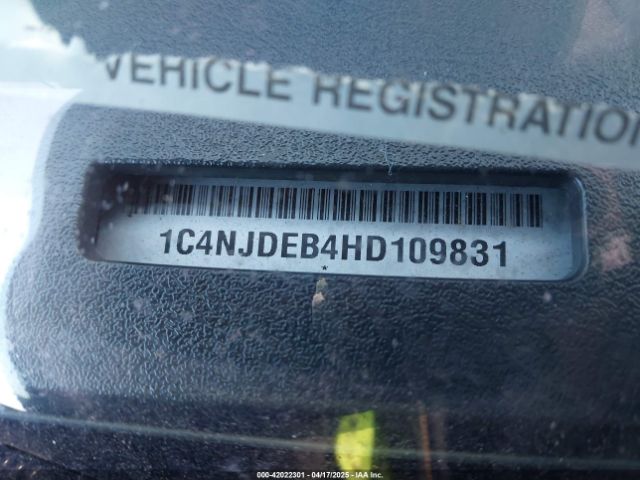 VEHICLE REGISTRATION
1C4NJDEB4HD109831
*
000-42022301 - 04/17/2025 - IAA Inc.